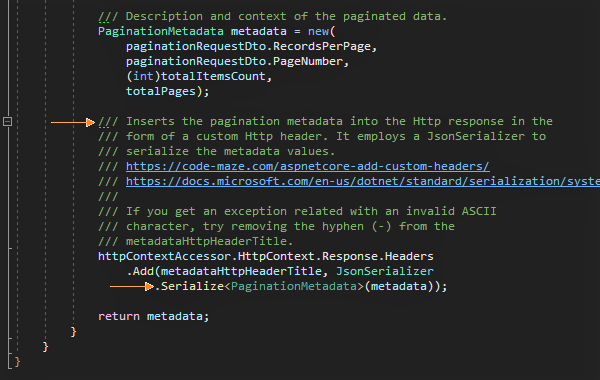 /// Description and context of the paginated data.
PaginationMetadata metadata = new(
paginationRequestDto.RecordsPerPage,
paginationRequestDto.PageNumber,
(int)totalItemsCount,
totalPages);
/// Inserts the pagination metadata into the Http response in the
/// form of a custom Http header. It employs a JsonSerializer to
/// serialize the metadata values.
/// https://code-maze.com/aspnetcore-add-custom-headers/
/// https://docs.microsoft.com/en-us/dotnet/standard/serialization/syste
///
/// If you get an exception related with an invalid ASCII
/// character, try removing the hyphen (-) from the
/// metadataHttpHeaderTitle.
httpContextAccessor.HttpContext.Response.Headers
.Add(metadataHttpHeaderTitle, JsonSerializer
.Serialize<PaginationMetadata>(metadata));
return metadata;
}
}
}